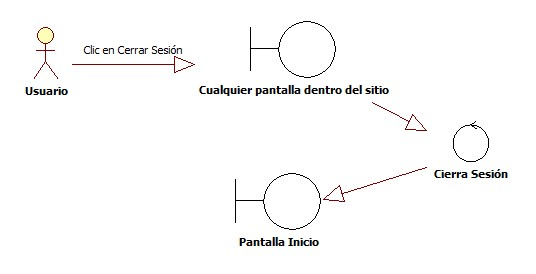 Clic en Cerrar Sesión
Usuario
Cualquier pantalla dentro del sitio
Cierra Sesión
Pantalla Inicio